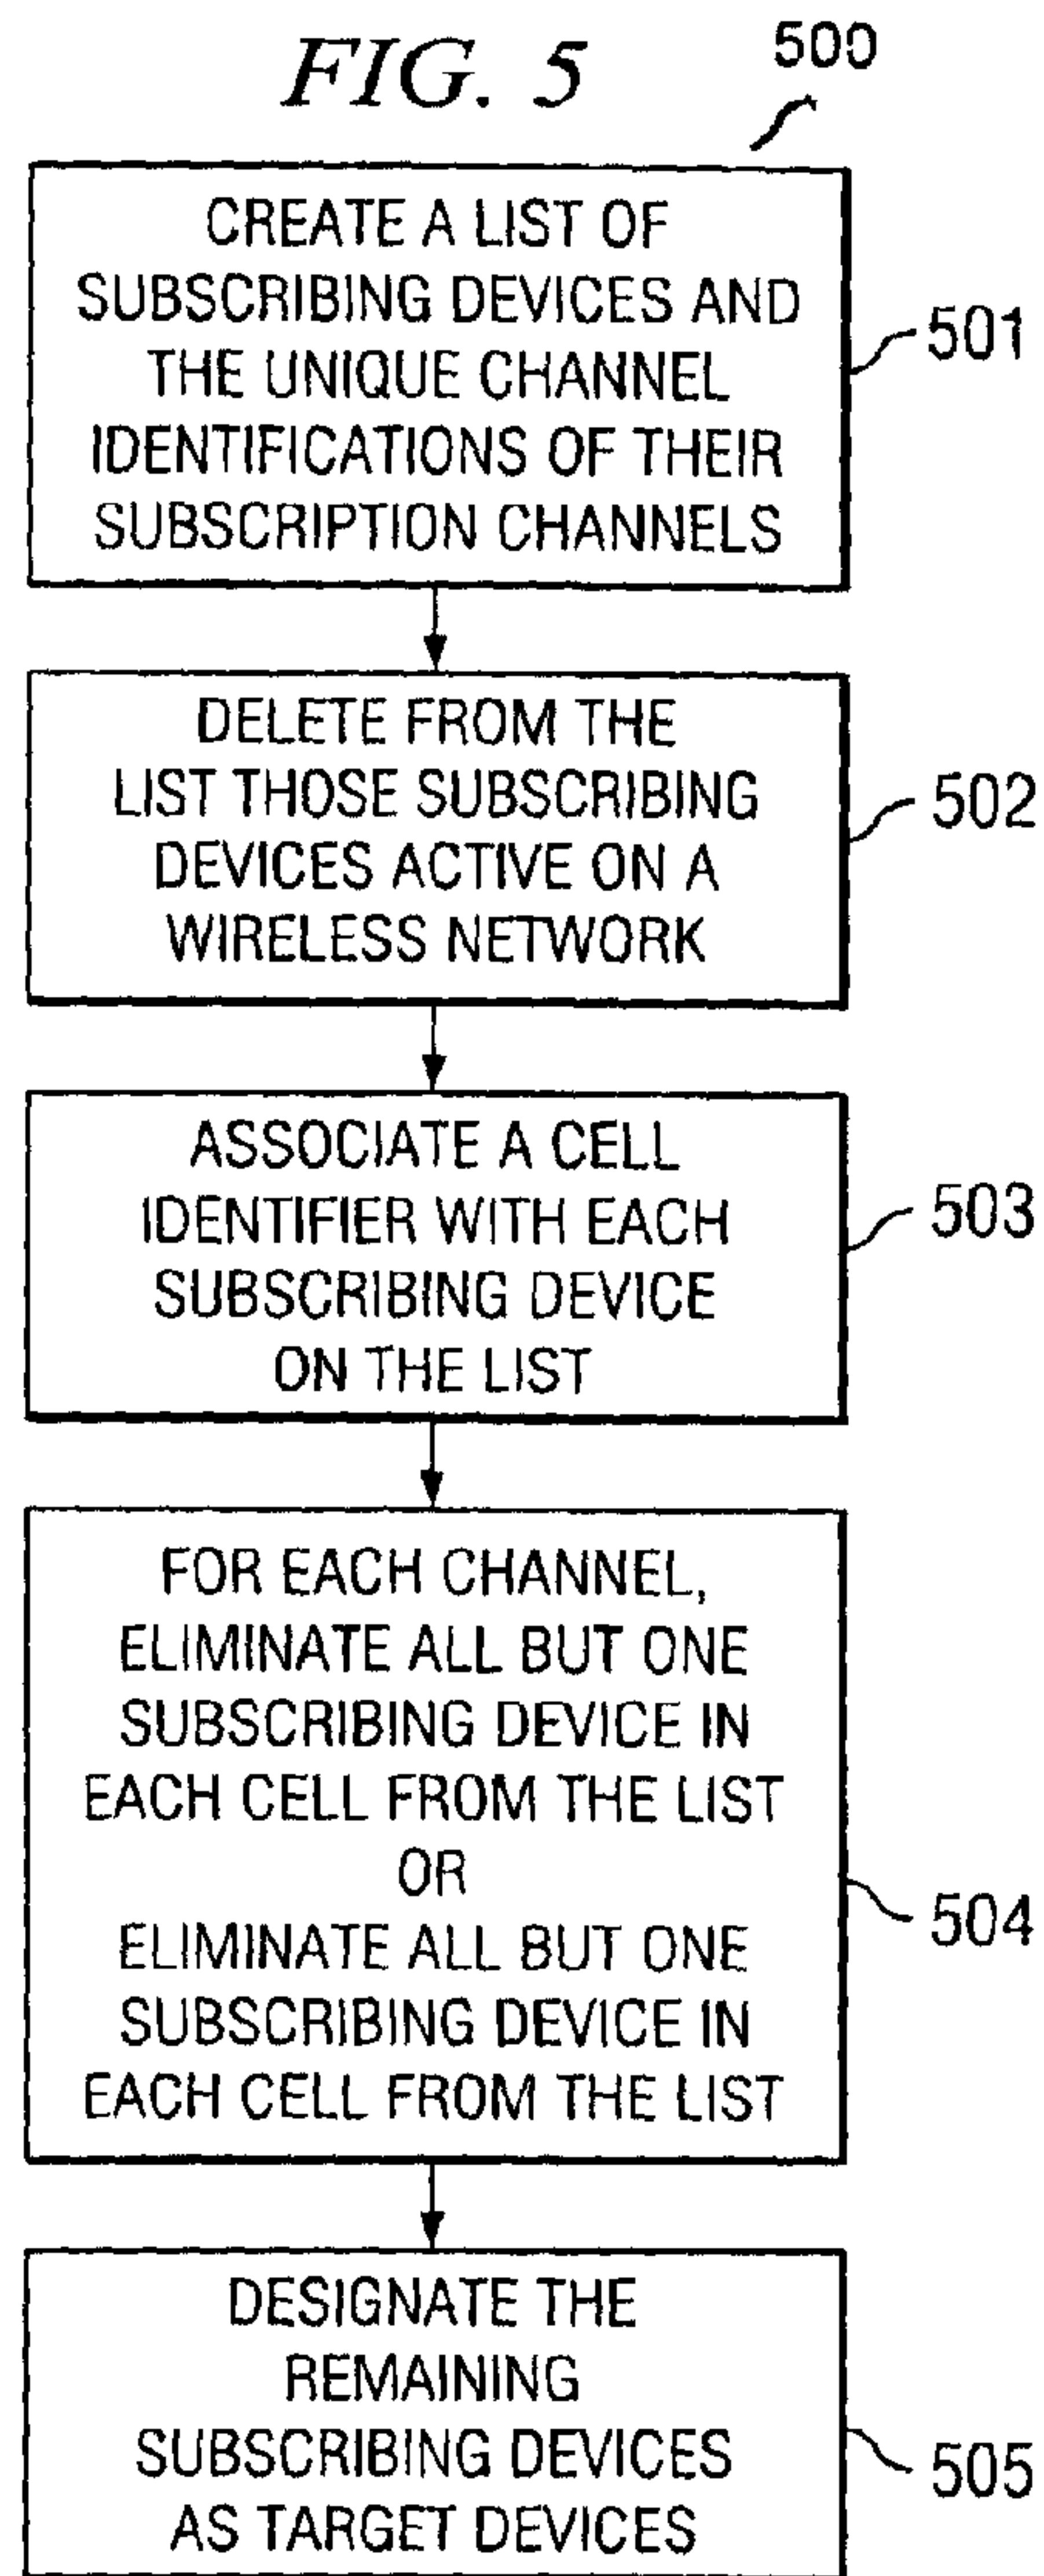 FIG. 5
500
CREATE A LIST OF
SUBSCRIBING DEVICES AND
THE UNIQUE CHANNEL
IDENTIFICATIONS OF THEIR
SUBSCRIPTION CHANNELS
501
DELETE FROM THE
LIST THOSE SUBSCRIBING
DEVICES ACTIVE ON A
WIRELESS NETWORK
502
ASSOCIATE A CELL
IDENTIFIER WITH EACH
SUBSCRIBING DEVICE
ON THE LIST
503
FOR EACH CHANNEL,
ELIMINATE ALL BUT ONE
SUBSCRIBING DEVICE IN
EACH CELL FROM THE LIST
OR
ELIMINATE ALL BUT ONE
SUBSCRIBING DEVICE IN
EACH CELL FROM THE LIST
504
DESIGNATE THE
REMAINING
SUBSCRIBING DEVICES
AS TARGET DEVICES
505